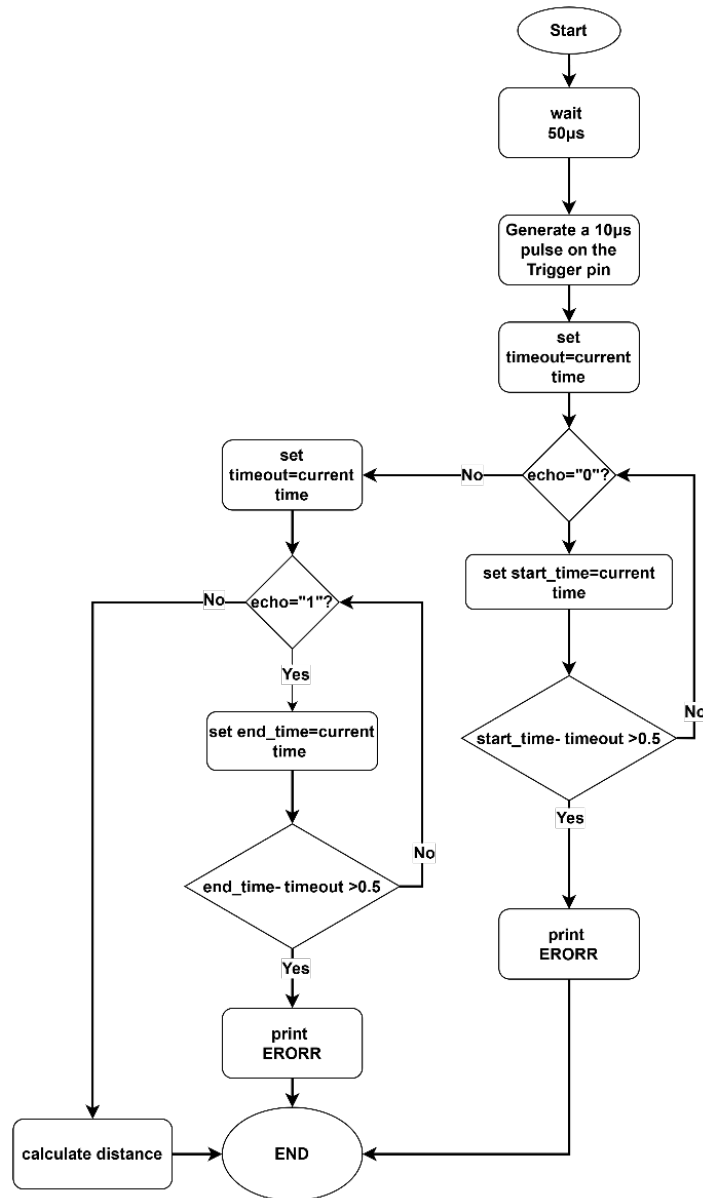 Start
wait
50µs
Generate a 10µs
pulse on the
Trigger pin
set
timeout=current
time
echo="0"?
No
set
timeout=current
time
set start_time=current
time
echo="1"?
No
Yes
start_time- timeout >0.5
No
Yes
set end_time=current
time
end_time- timeout >0.5
No
Yes
print
ERORR
print
ERORR
calculate distance
END